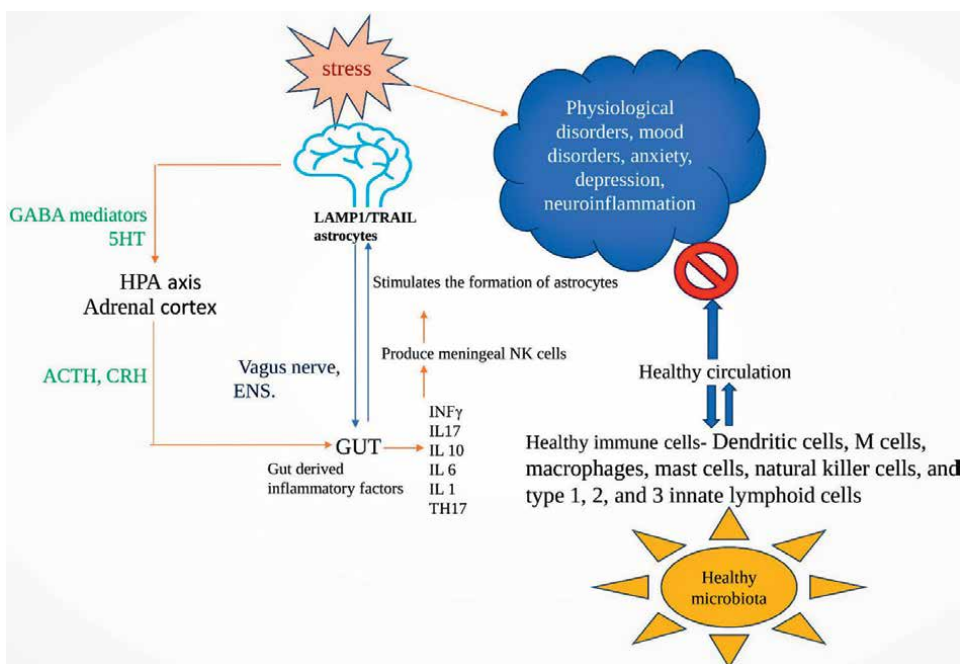 stress
Physiological
disorders, mood
disorders, anxiety,
depression,
neuroinflammation
LAMP1/TRAIL
astrocytes
GABA mediators
5HT
HPA axis
Adrenal cortex
Stimulates the formation of astrocytes
Produce meningeal NK cells
ACTH, CRH
Vagus nerve,
ENS.
GUT
Gut derived
inflammatory factors
INFγ
IL17
IL 10
IL 6
IL 1
TH17
Healthy circulation
Healthy immune cells- Dendritic cells, M cells,
macrophages, mast cells, natural killer cells, and
type 1, 2, and 3 innate lymphoid cells
Healthy
microbiota